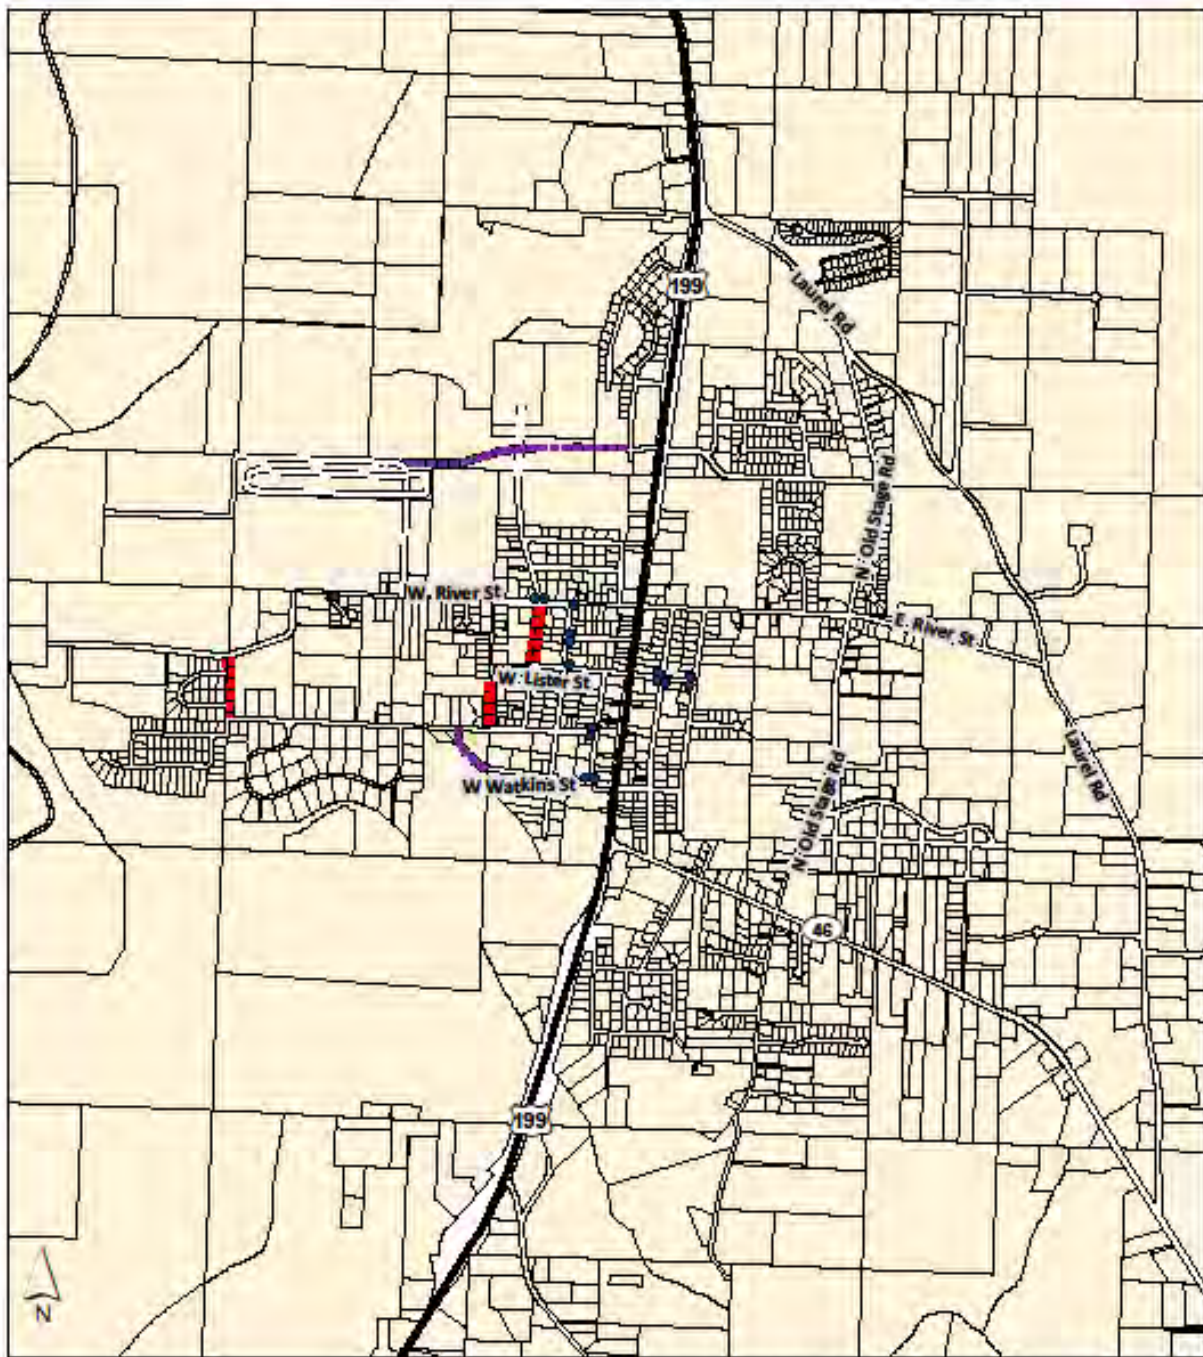 199
Laurel Rd
N Old Stage Rd
W. River St
E. River St
W. Lister St
Laurel Rd
W Watkins St
N Old Stage Rd
46
199
N